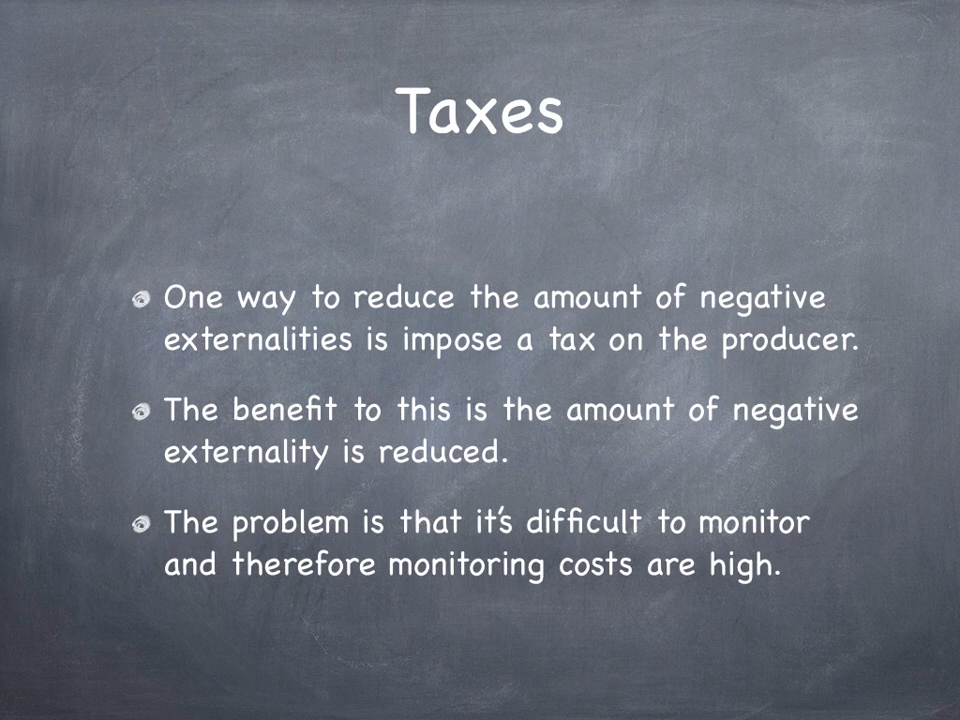 Taxes
One way to reduce the amount of negative
externalities is impose a tax on the producer.
The benefit to this is the amount of negative
externality is reduced.
The problem is that it's difficult to monitor
and therefore monitoring costs are high.